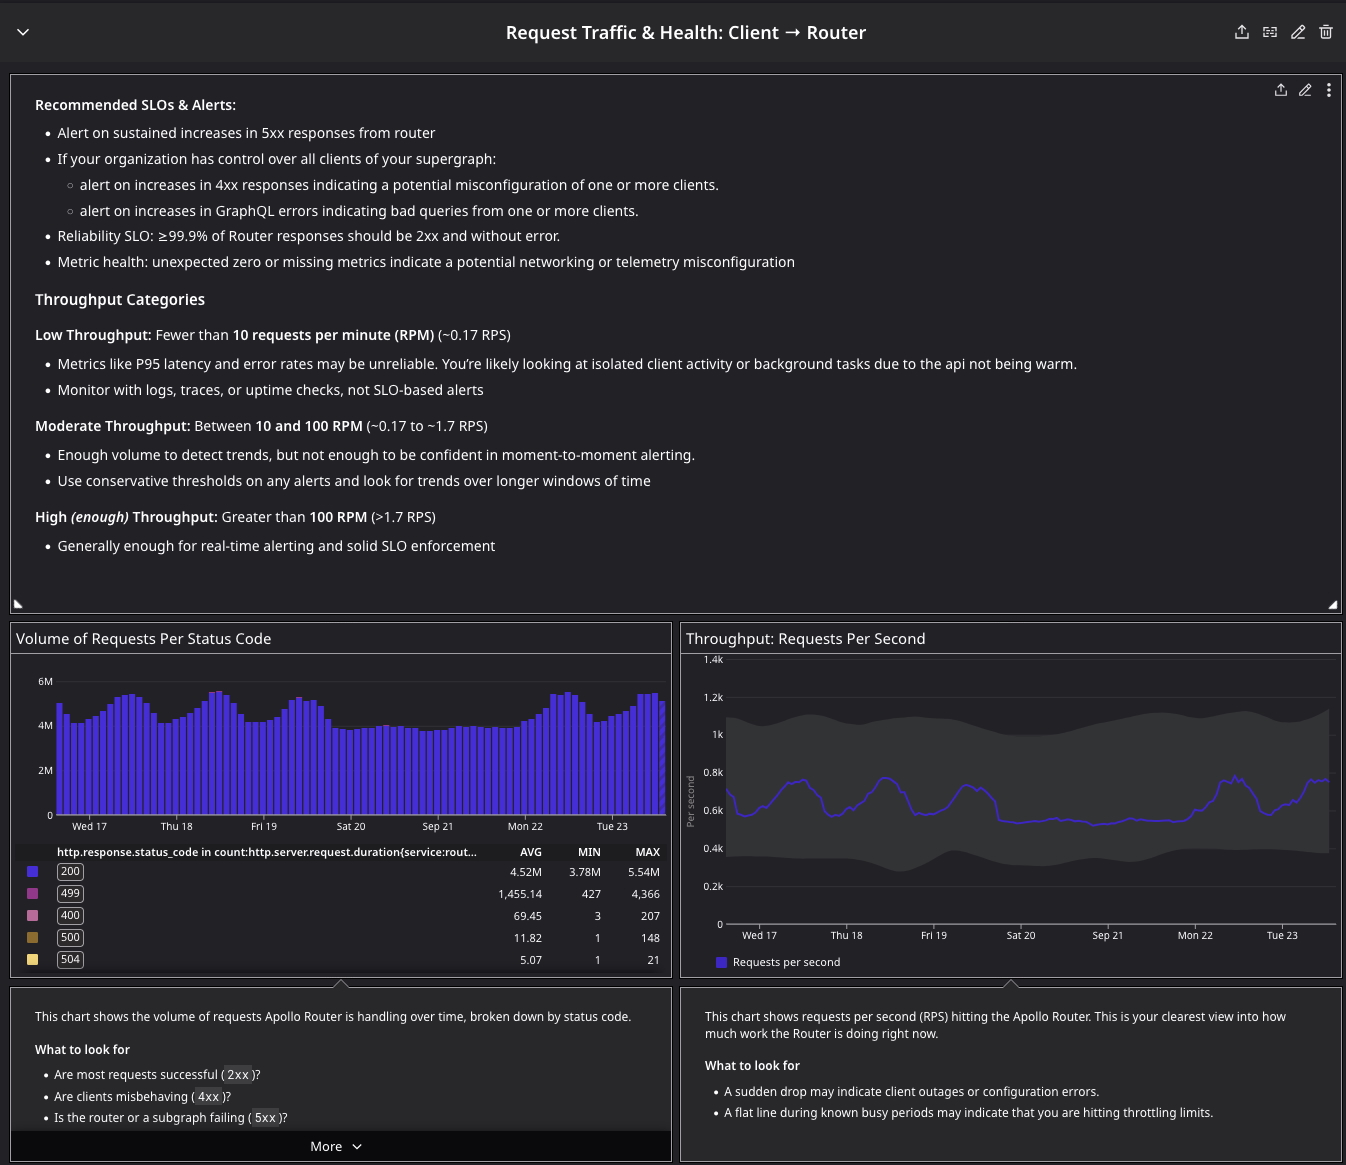 Request Traffic & Health: Client → Router
Recommended SLOs & Alerts:
• Alert on sustained increases in 5xx responses from router
• If your organization has control over all clients of your supergraph:
○ alert on increases in 4xx responses indicating a potential misconfiguration of one or more clients.
○ alert on increases in GraphQL errors indicating bad queries from one or more clients.
• Reliability SLO: ≥99.9% of Router responses should be 2xx and without error.
• Metric health: unexpected zero or missing metrics indicate a potential networking or telemetry misconfiguration
Throughput Categories
Low Throughput: Fewer than 10 requests per minute (RPM) (~0.17 RPS)
• Metrics like P95 latency and error rates may be unreliable. You’re likely looking at isolated client activity or background tasks due to the api not being warm.
• Monitor with logs, traces, or uptime checks, not SLO-based alerts
Moderate Throughput: Between 10 and 100 RPM (~0.17 to ~1.7 RPS)
• Enough volume to detect trends, but not enough to be confident in moment-to-moment alerting.
• Use conservative thresholds on any alerts and look for trends over longer windows of time
High (enough) Throughput: Greater than 100 RPM (>1.7 RPS)
• Generally enough for real-time alerting and solid SLO enforcement
Volume of Requests Per Status Code
6M
4M
2M
0
Wed 17 Thu 18 Fri 19 Sat 20 Sep 21 Mon 22 Tue 23
http.response.status_code in count:http.server.request.duration{service:rout... AVG MIN MAX
200 4.52M 3.78M 5.54M
499 1,455.14 427 4,366
400 69.45 3 207
500 11.82 1 148
504 5.07 1 21
Throughput: Requests Per Second
Per second
1.4k
1.2k
1k
0.8k
0.6k
0.4k
0.2k
0
Wed 17 Thu 18 Fri 19 Sat 20 Sep 21 Mon 22 Tue 23
Requests per second
This chart shows the volume of requests Apollo Router is handling over time, broken down by status code.
What to look for
• Are most requests successful ( 2xx )?
• Are clients misbehaving ( 4xx )?
• Is the router or a subgraph failing ( 5xx )?
More
This chart shows requests per second (RPS) hitting the Apollo Router. This is your clearest view into how
much work the Router is doing right now.
What to look for
• A sudden drop may indicate client outages or configuration errors.
• A flat line during known busy periods may indicate that you are hitting throttling limits.